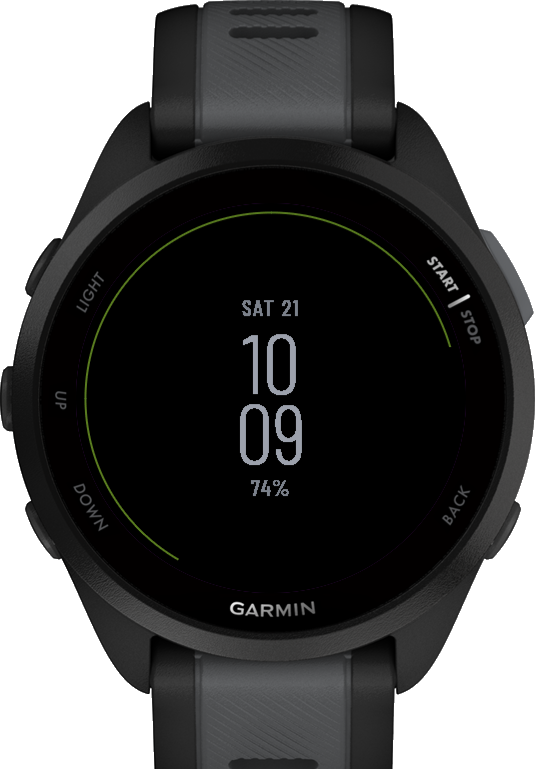 LIGHT
START
STOP
SAT 21
10
UP
09
74%
DOWN
BACK
GARMIN